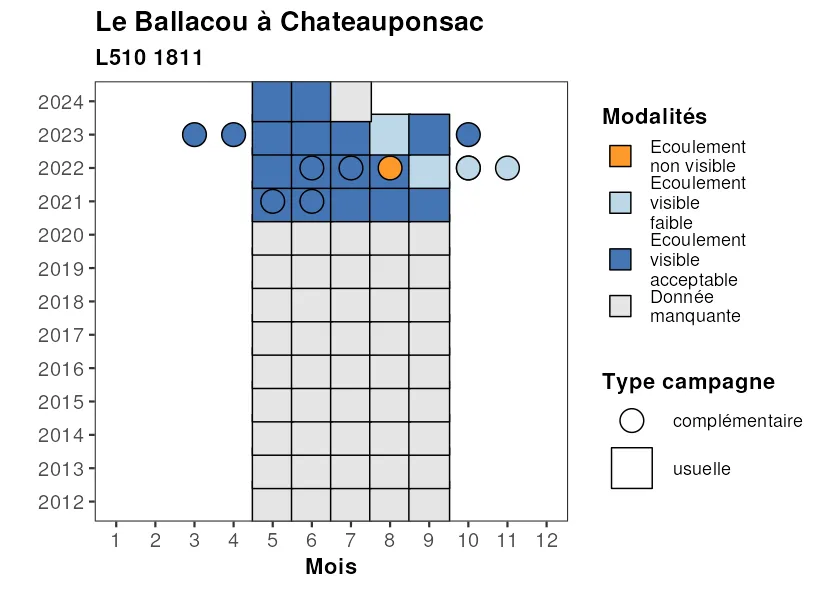 Le Ballacou à Chateauponsac
L510 1811
2024
2023
2022
2021
2020
2019
2018
2017
2016
2015
2014
2013
2012
1 2 3 4 5 6 7 8 9 10 11 12
Mois
Modalités
Ecoulement
non visible
Ecoulement
visible
faible
Ecoulement
visible
acceptable
Donnée
manquante
Type campagne
complémentaire
usuelle